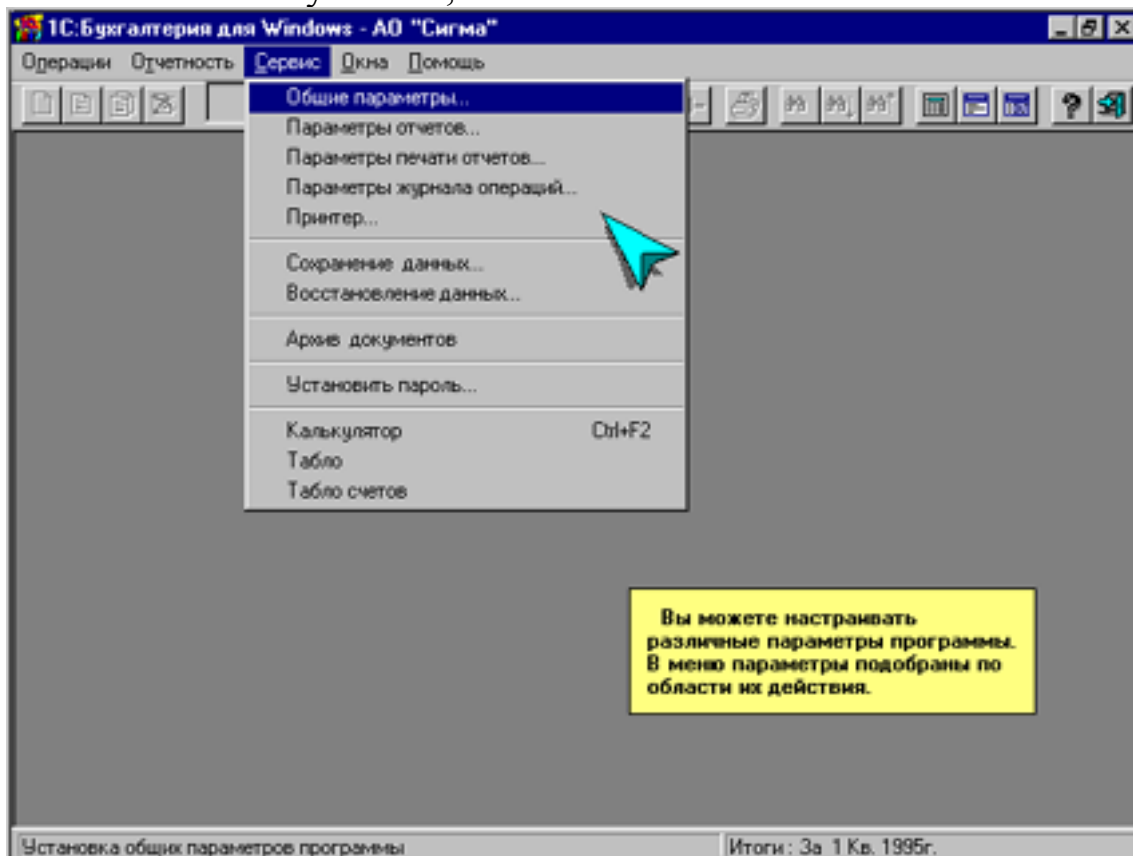 1С:Бухгалтерия для Windows - АО "Сигма"
Операции Отчетность Сервис Окна Помощь
Общие параметры...
Параметры отчетов...
Параметры печати отчетов...
Параметры журнала операций...
Принтер...
Сохранение данных...
Восстановление данных...
Архив документов
Установить пароль...
Калькулятор Ctrl+F2
Табло
Табло счетов
Вы можете настраивать
различные параметры программы.
В меню параметры подобраны по
области их действия.
Установка общих параметров программы Итоги: За 1 Кв. 1995г.